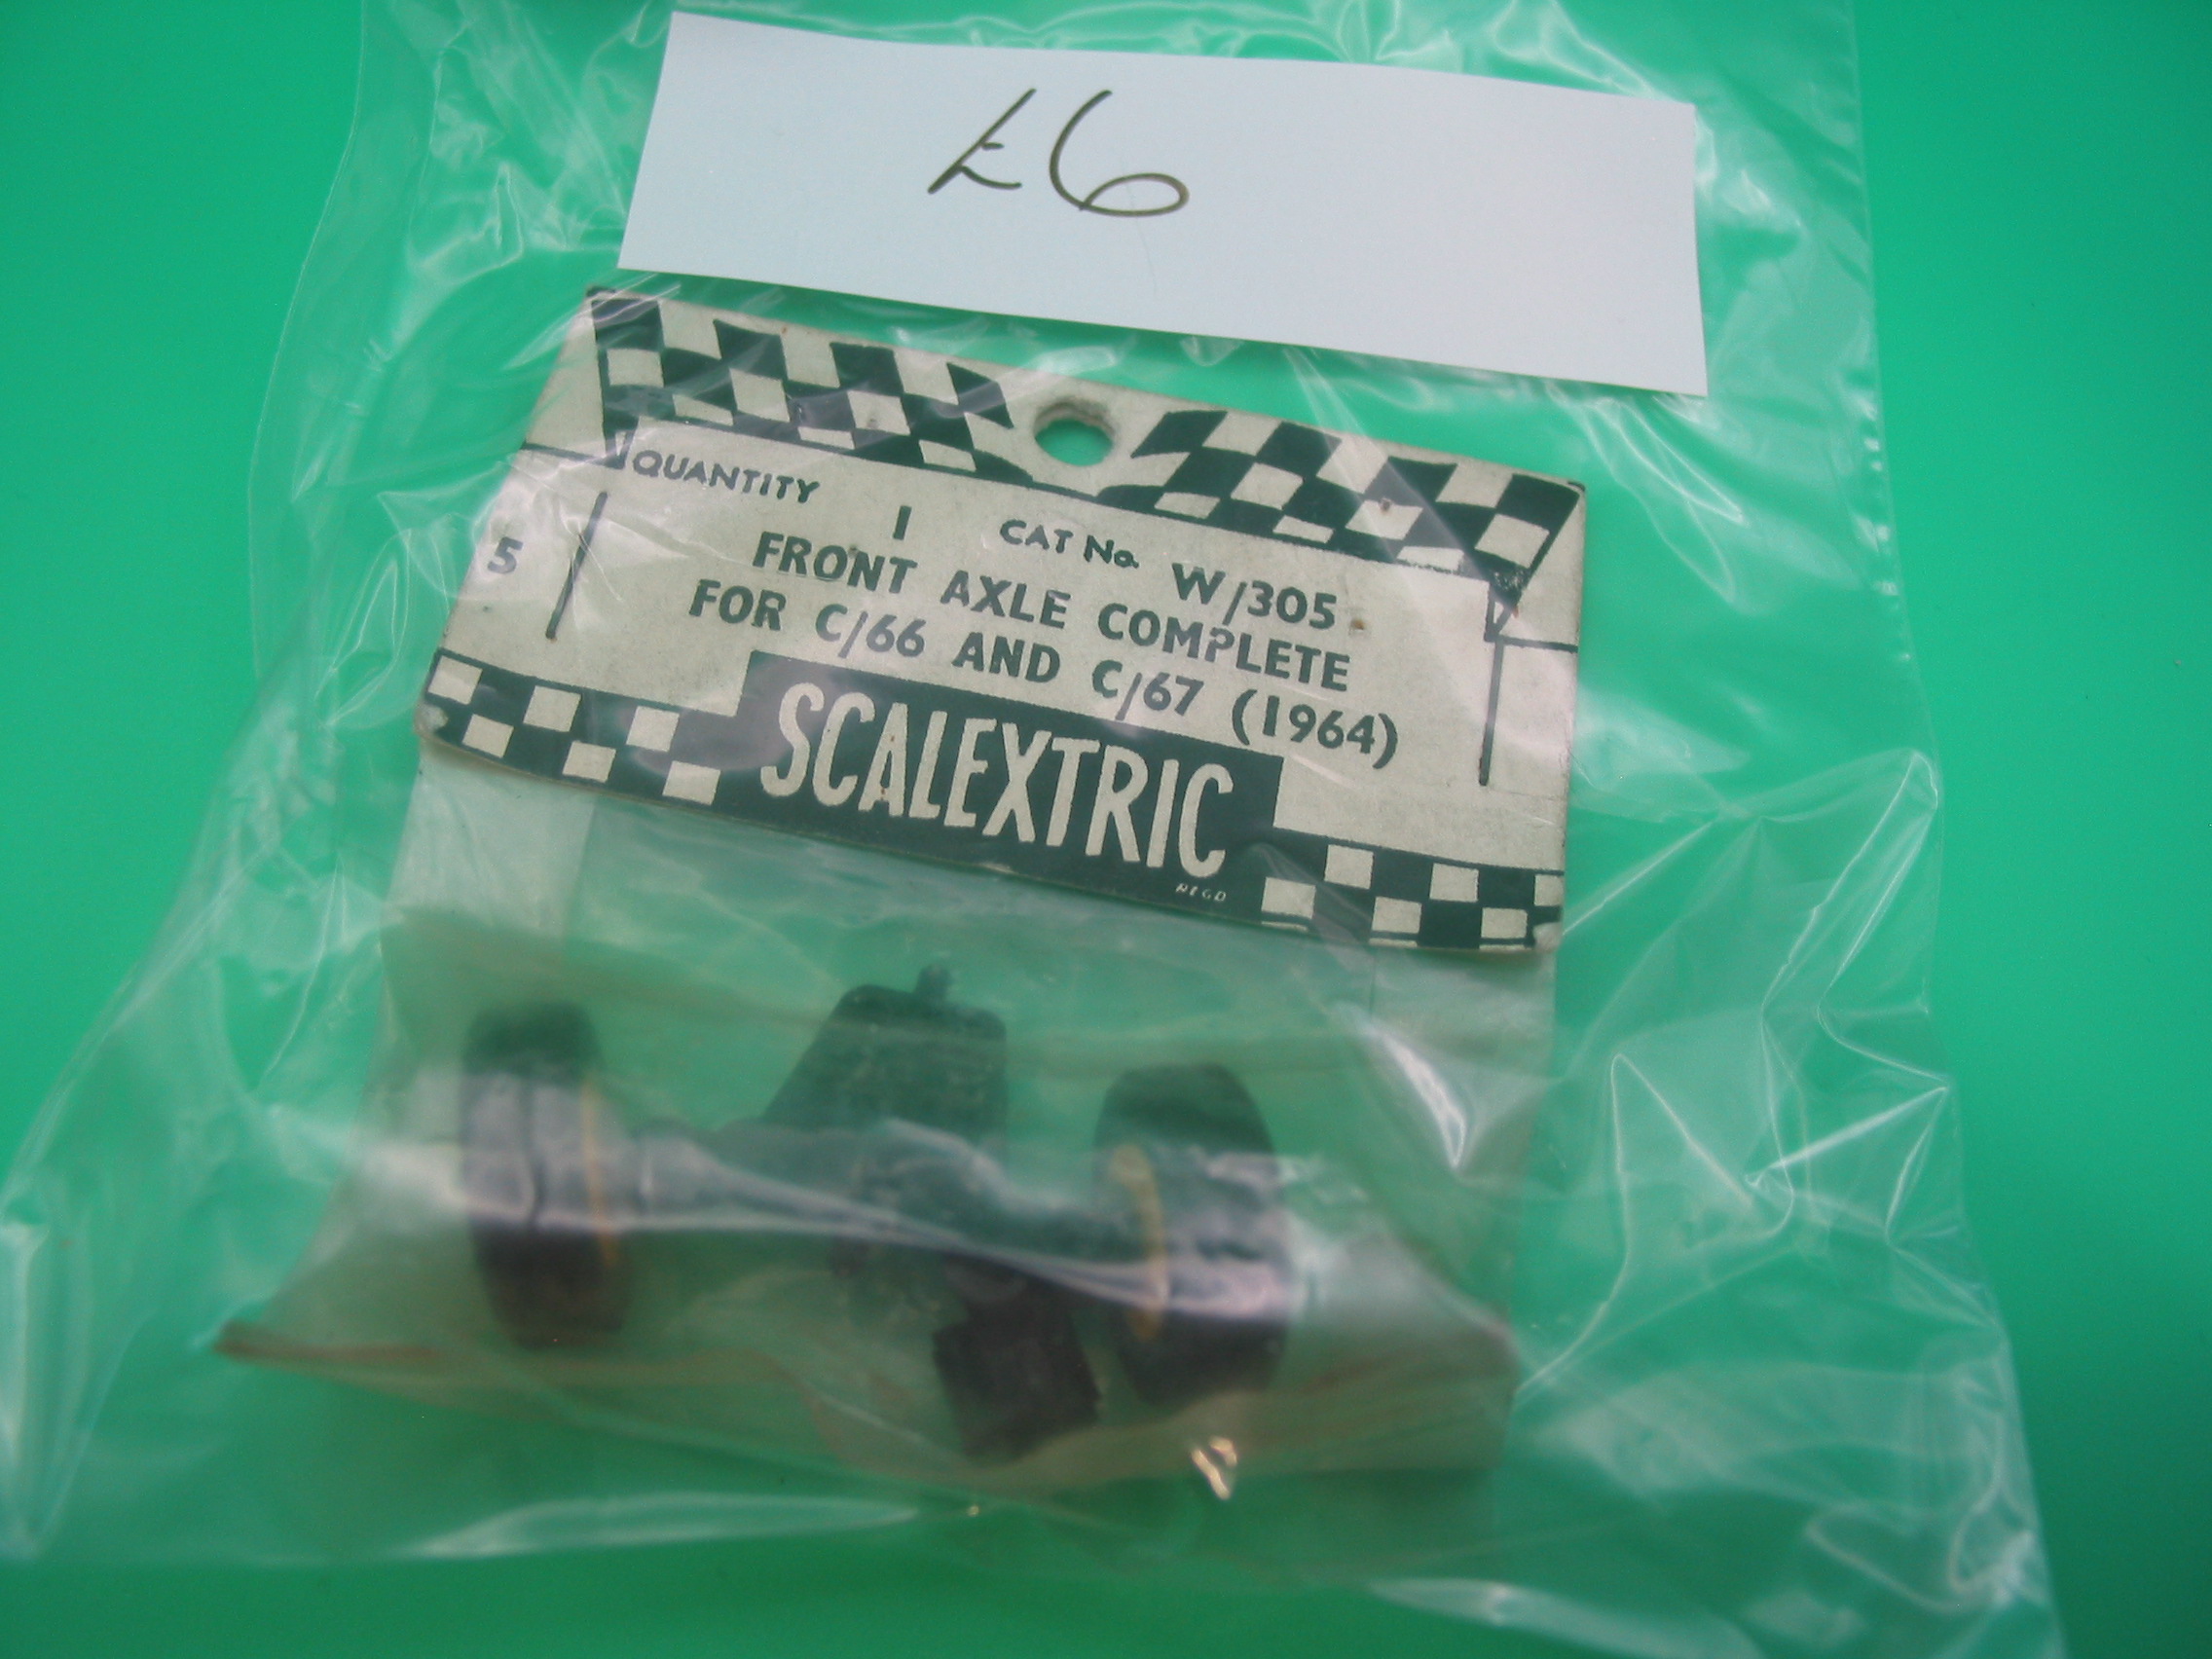 £6
QUANTITY 1 CAT No. W/305
5
FRONT AXLE COMPLETE
FOR C/66 AND C/67 (1964)
SCALEXTRIC
REGD